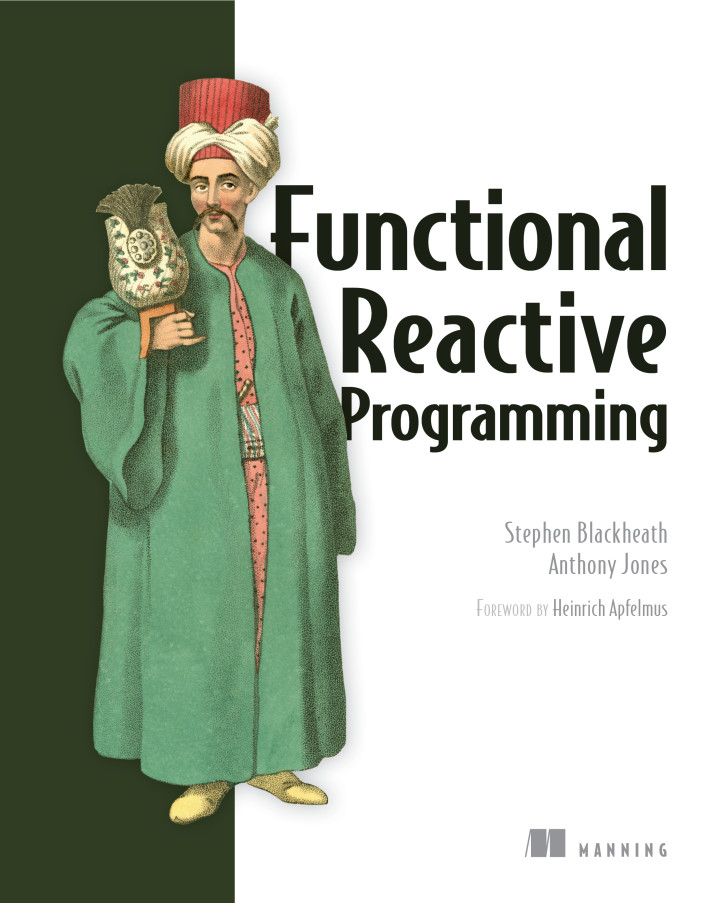 Functional
Reactive
Programming
Stephen Blackheath
Anthony Jones
FOREWORD BY Heinrich Apfelmus
MANNING